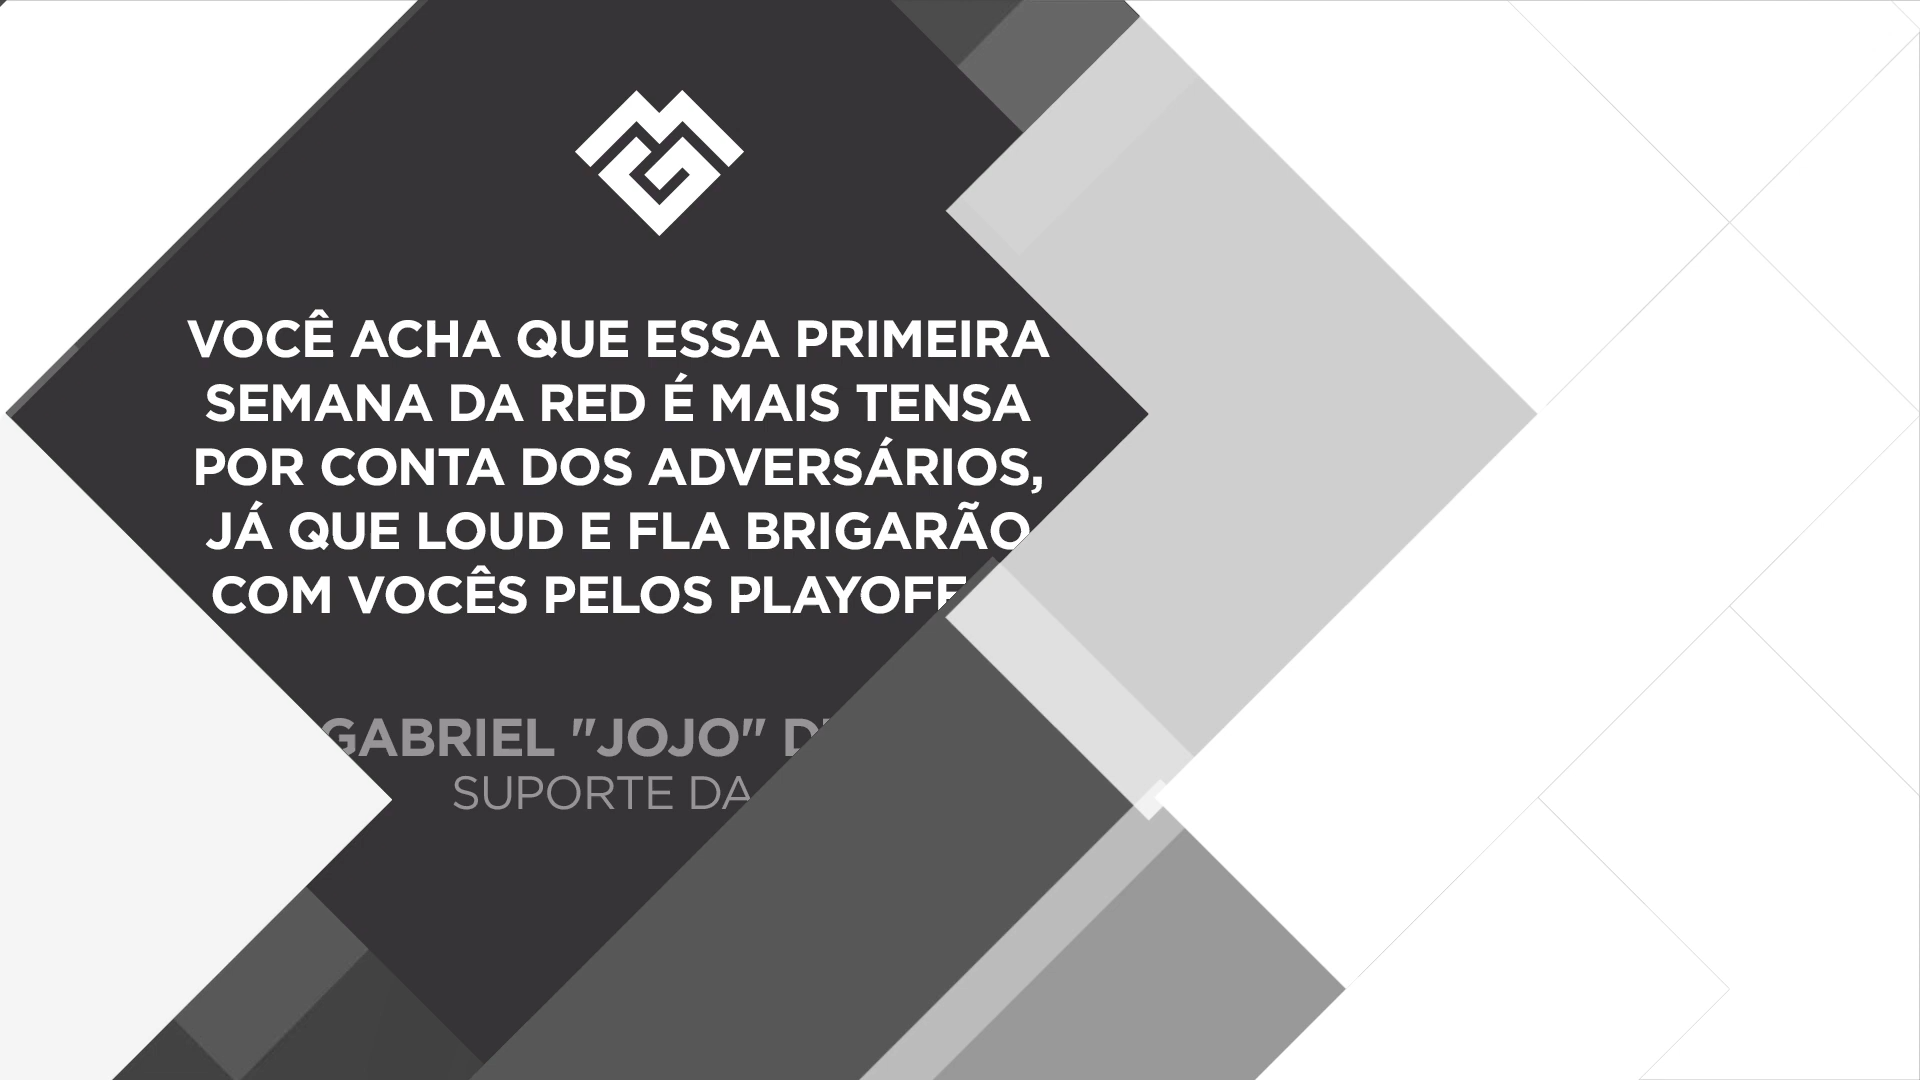 VOCÊ ACHA QUE ESSA PRIMEIRA
SEMANA DA RED É MAIS TENSA
POR CONTA DOS ADVERSÁRIOS,
JÁ QUE LOUD E FLA BRIGARÃO
COM VOCÊS PELOS
GABRIEL "JOJO"
SUPORTE DA